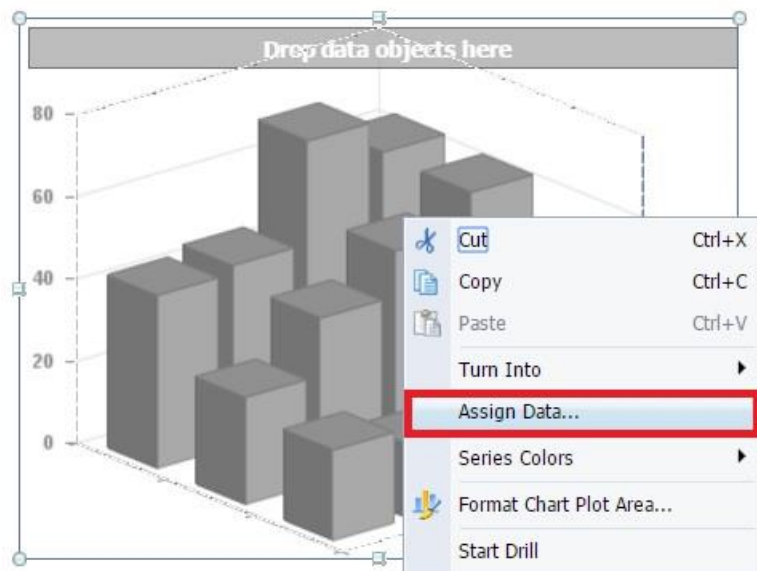 Drop data objects here
80
60
40
20
0
Cut Ctrl+X
Copy Ctrl+C
Paste Ctrl+V
Turn Into
Assign Data...
Series Colors
Format Chart Plot Area...
Start Drill